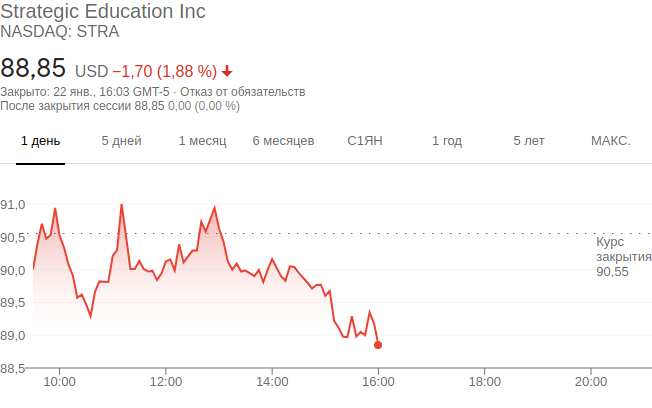 Strategic Education Inc
NASDAQ: STRA
88,85 USD −1,70 (1,88 %)
Закрыто: 22 янв., 16:03 GMT-5 · Отказ от обязательств
После закрытия сессии 88,85 0,00 (0,00 %)
1 день 5 дней 1 месяц 6 месяцев С1ЯН 1 год 5 лет МАКС.
91,0
90,5
Курс
закрытия
90,55
90,0
89,5
89,0
88,5
10:00 12:00 14:00 16:00 18:00 20:00